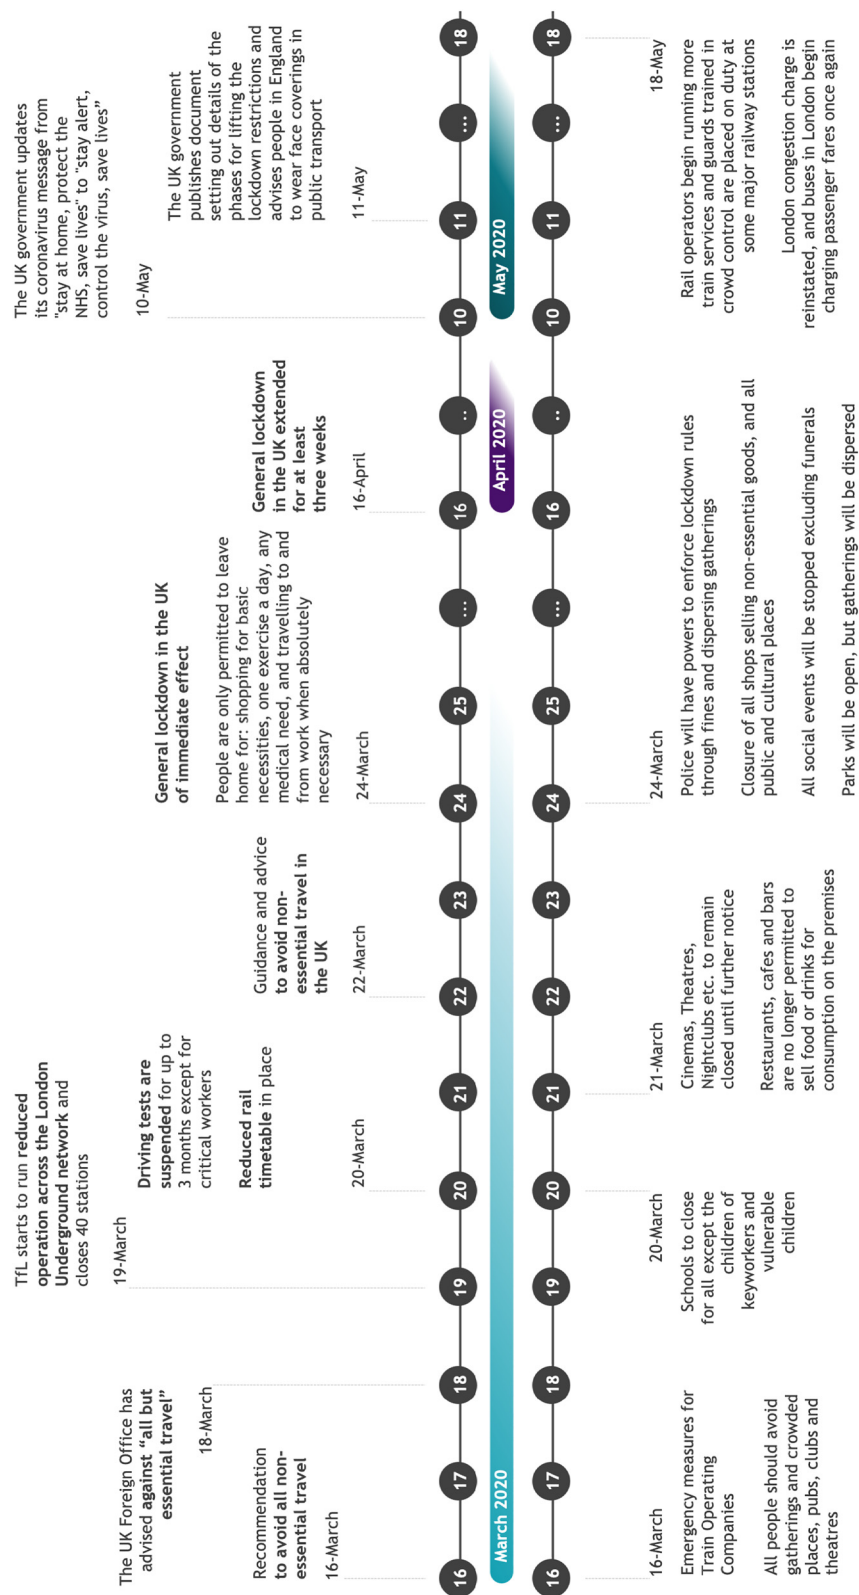 The UK Foreign Office has
advised against “all but
essential travel”
18-March
Recommendation
to avoid all non-
essential travel
16-March
TfL starts to run reduced
operation across the London
Underground network and
closes 40 stations
19-March
Driving tests are
suspended for up to
3 months except for
critical workers
Reduced rail
timetable in place
20-March
Guidance and advice
to avoid non-
essential travel in
the UK
22-March
General lockdown in the UK
of immediate effect
People are only permitted to leave
home for: shopping for basic
necessities, one exercise a day, any
medical need, and travelling to and
from work when absolutely
necessary
24-March
General lockdown
in the UK extended
for at least
three weeks
16-April
The UK government updates
its coronavirus message from
"stay at home, protect the
NHS, save lives" to "stay alert,
control the virus, save lives”
10-May
The UK government
publishes document
setting out details of the
phases for lifting the
lockdown restrictions and
advises people in England
to wear face coverings in
public transport
11-May
16 17 18 19 20 21 22 23 24 25 ... 16 .. 10 11 ... 18
March 2020 April 2020 May 2020
16 17 18 19 20 21 22 23 24 25 ... 16 .. 10 11 ... 18
16-March
Emergency measures for
Train Operating
Companies
All people should avoid
gatherings and crowded
places, pubs, clubs and
theatres
20-March
Schools to close
for all except the
children of
keyworkers and
vulnerable
children
21-March
Cinemas, Theatres,
Nightclubs etc. to remain
closed until further notice
Restaurants, cafes and bars
are no longer permitted to
sell food or drinks for
consumption on the premises
24-March
Police will have powers to enforce lockdown rules
through fines and dispersing gatherings
Closure of all shops selling non-essential goods, and all
public and cultural places
All social events will be stopped excluding funerals
Parks will be open, but gatherings will be dispersed
18-May
Rail operators begin running more
train services and guards trained in
crowd control are placed on duty at
some major railway stations
London congestion charge is
reinstated, and buses in London begin
charging passenger fares once again